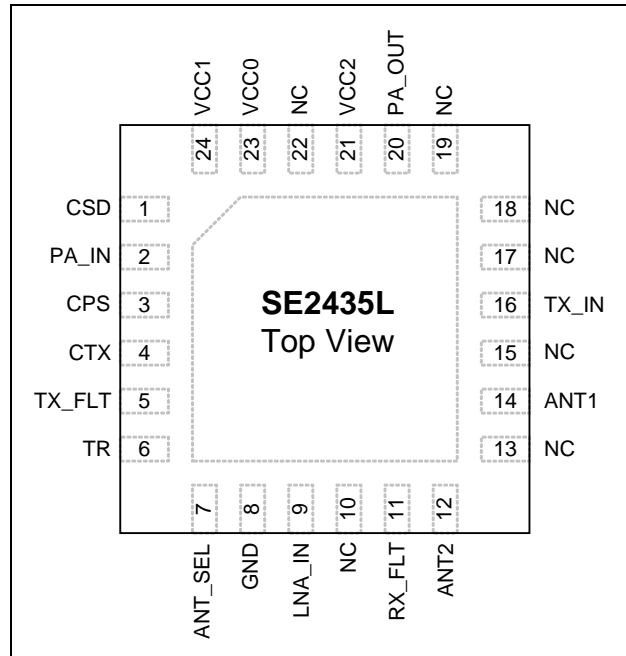 VCC1
VCC0
NC
VCC2
PA_OUT
NC
24
23
22
21
20
19
CSD 1
PA_IN 2
CPS 3
CTX 4
TX_FLT 5
TR 6
SE2435L
Top View
18 NC
17 NC
16 TX_IN
15 NC
14 ANT1
13 NC
7
8
9
10
11
12
ANT_SEL
GND
LNA_IN
NC
RX_FLT
ANT2